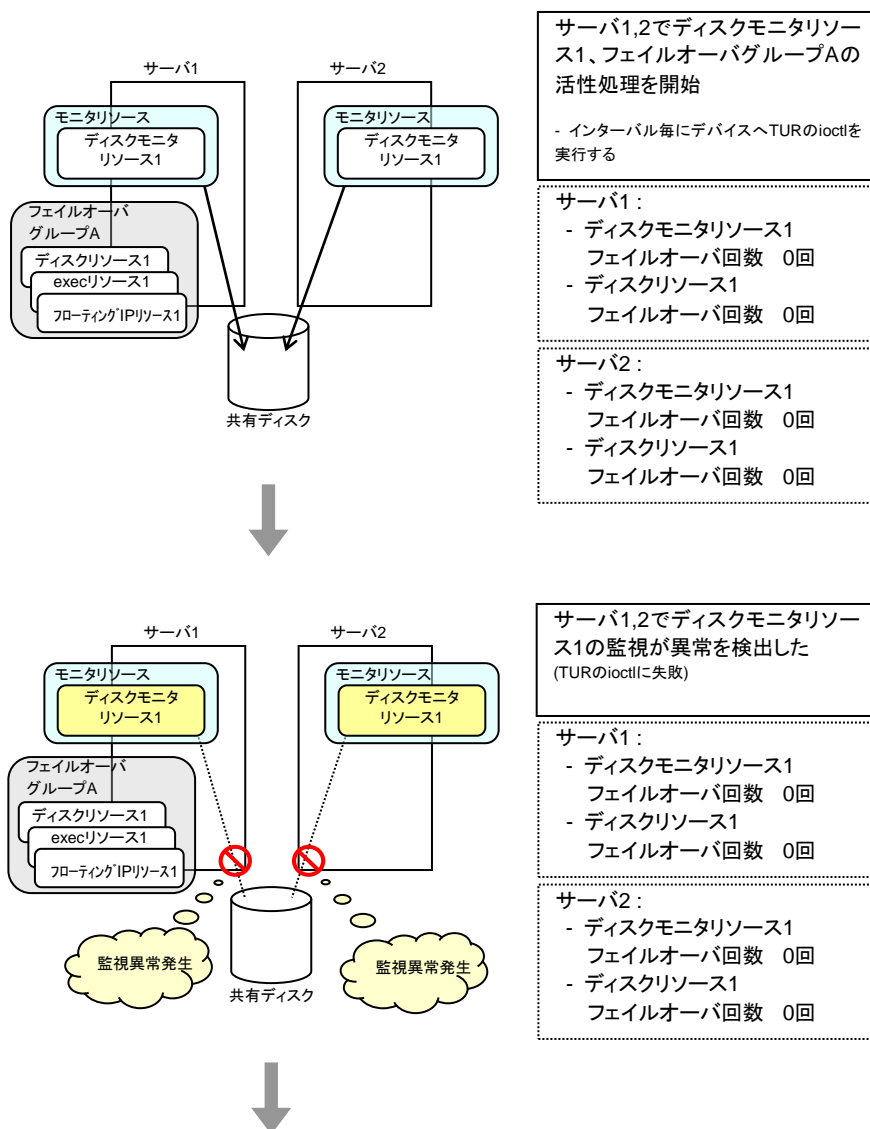 サーバ1
サーバ2
モニタリソース
ディスクモニタ
リソース1
モニタリソース
ディスクモニタ
リソース1
フェイルオーバ
グループA
ディスクリソース1
execリソース1
フローティングIPリソース1
共有ディスク
サーバ1,2でディスクモニタリソー
ス1、フェイルオーバグループAの
活性処理を開始
- インターバル毎にデバイスへTURのioctlを
実行する
サーバ1 :
- ディスクモニタリソース1
フェイルオーバ回数 0回
- ディスクリソース1
フェイルオーバ回数 0回
サーバ2 :
- ディスクモニタリソース1
フェイルオーバ回数 0回
- ディスクリソース1
フェイルオーバ回数 0回
サーバ1
サーバ2
モニタリソース
ディスクモニタ
リソース1
モニタリソース
ディスクモニタ
リソース1
フェイルオーバ
グループA
ディスクリソース1
execリソース1
フローティングIPリソース1
監視異常発生
監視異常発生
共有ディスク
サーバ1,2でディスクモニタリソー
ス1の監視が異常を検出した
(TURのioctlに失敗)
サーバ1 :
- ディスクモニタリソース1
フェイルオーバ回数 0回
- ディスクリソース1
フェイルオーバ回数 0回
サーバ2 :
- ディスクモニタリソース1
フェイルオーバ回数 0回
- ディスクリソース1
フェイルオーバ回数 0回